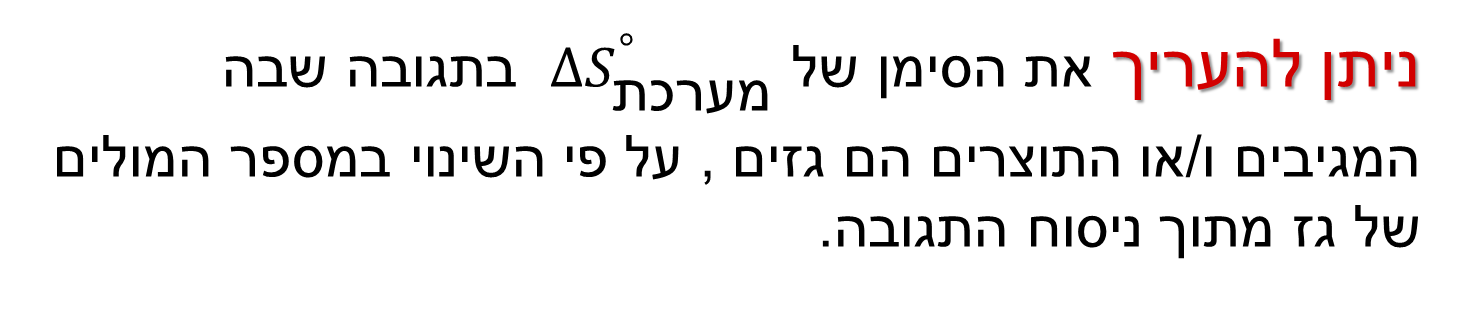 ניתן להעריך את הסימן של ΔS°מערכת בתגובה שבה
המגיבים ו/או התוצרים הם גזים , על פי השינוי במספר המולים
של גז מתוך ניסוח התגובה.